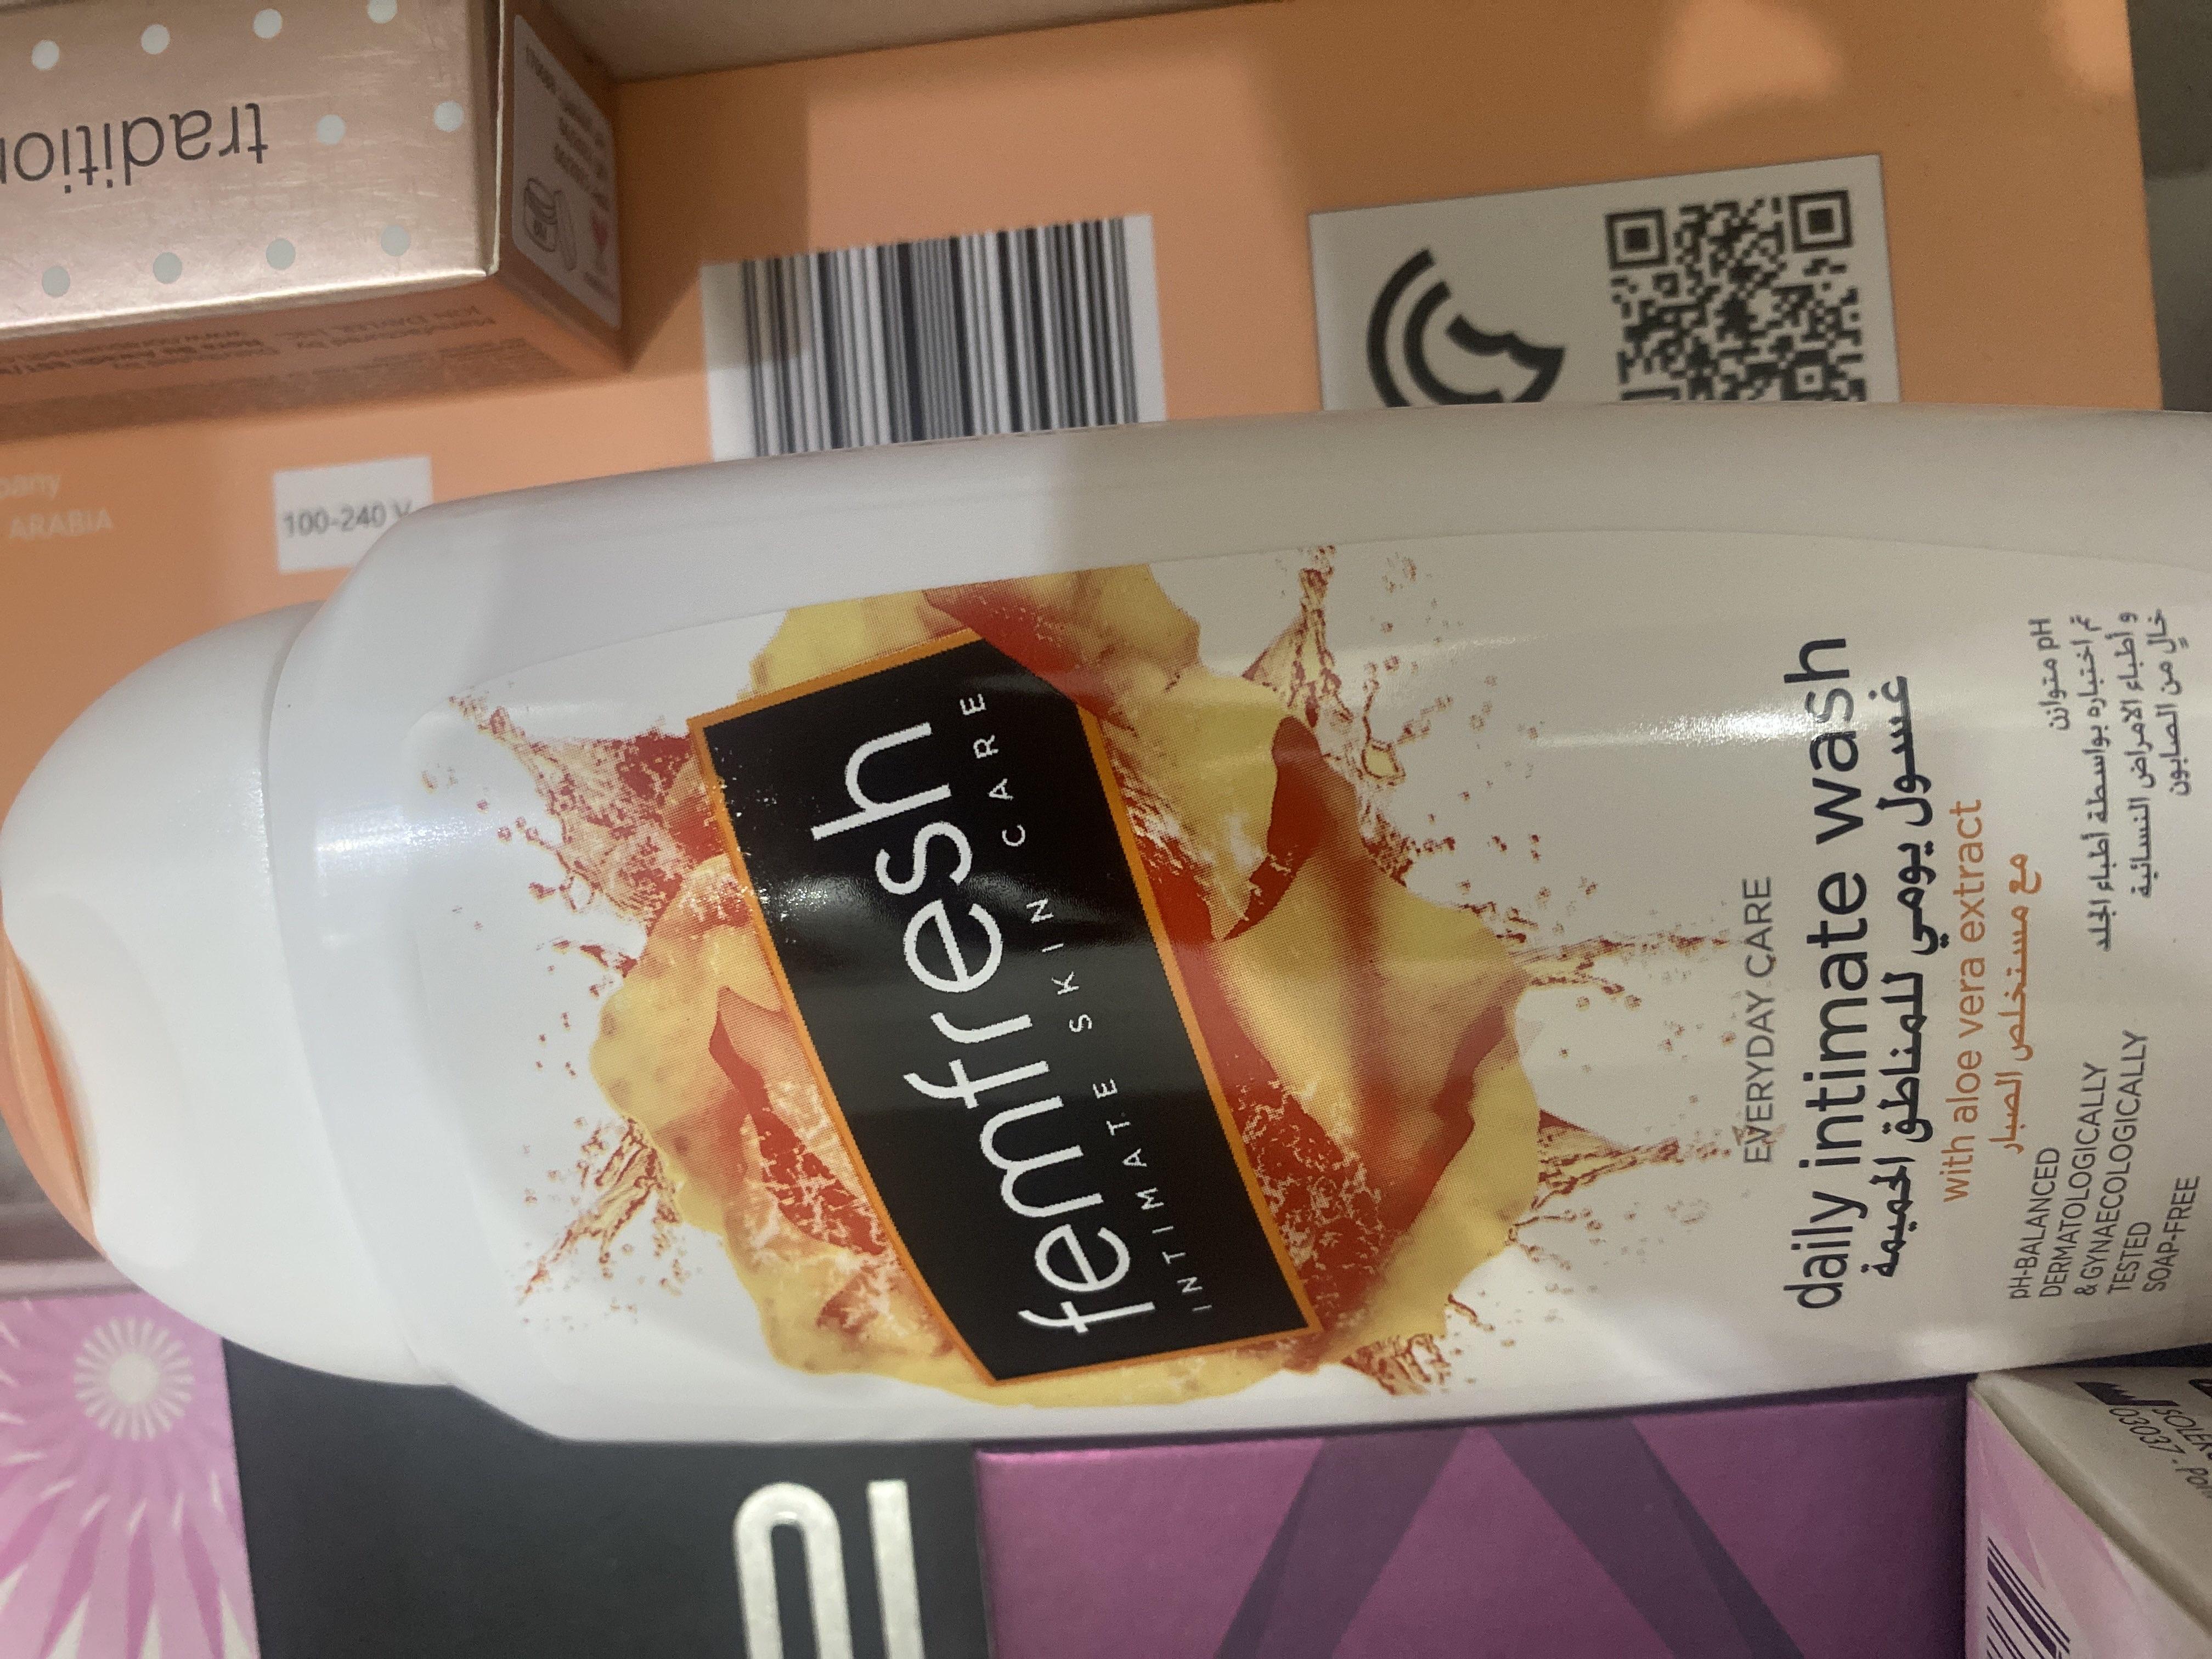 femfresh
INTIMATE SKIN CARE
EVERYDAY CARE
daily intimate wash
غسول يومي للمناطق الحميمة
with aloe vera extract
مع مستخلص الصبار
pH-BALANCED
DERMATOLOGICALLY
& GYNAECOLOGICALLY
TESTED
SOAP-FREE
pH متوازن
تم اختباره بواسطة أطباء الجلد
و أطباء الامراض النسائية
خالٍ من الصابون
tradition
ARABIA
100-240 V